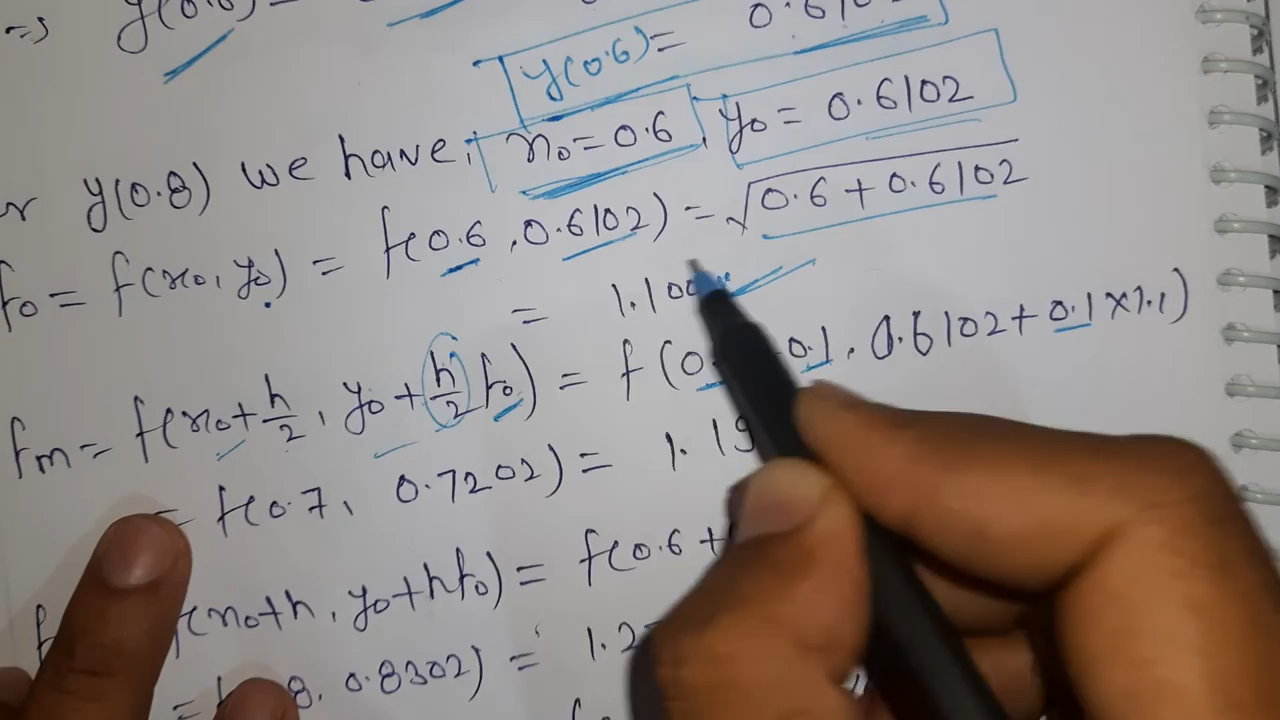 => y(0.6) =
y(0.6) = 0.6102
y(0.8) we have, x₀=0.6, y₀ = 0.6102
f₀ = f(x₀, y₀) = f(0.6, 0.6102) = √(0.6 + 0.6102)
= 1.100
fm = f(x₀+h/2, y₀+h/2 f₀) = f(0. 0.1, 0.6102 + 0.1×1.1)
= f(0.7, 0.7202) = 1.19
f(x₀+h, y₀+hf₀) = f(0.6 +
= 8, 0.8302) = 1.2